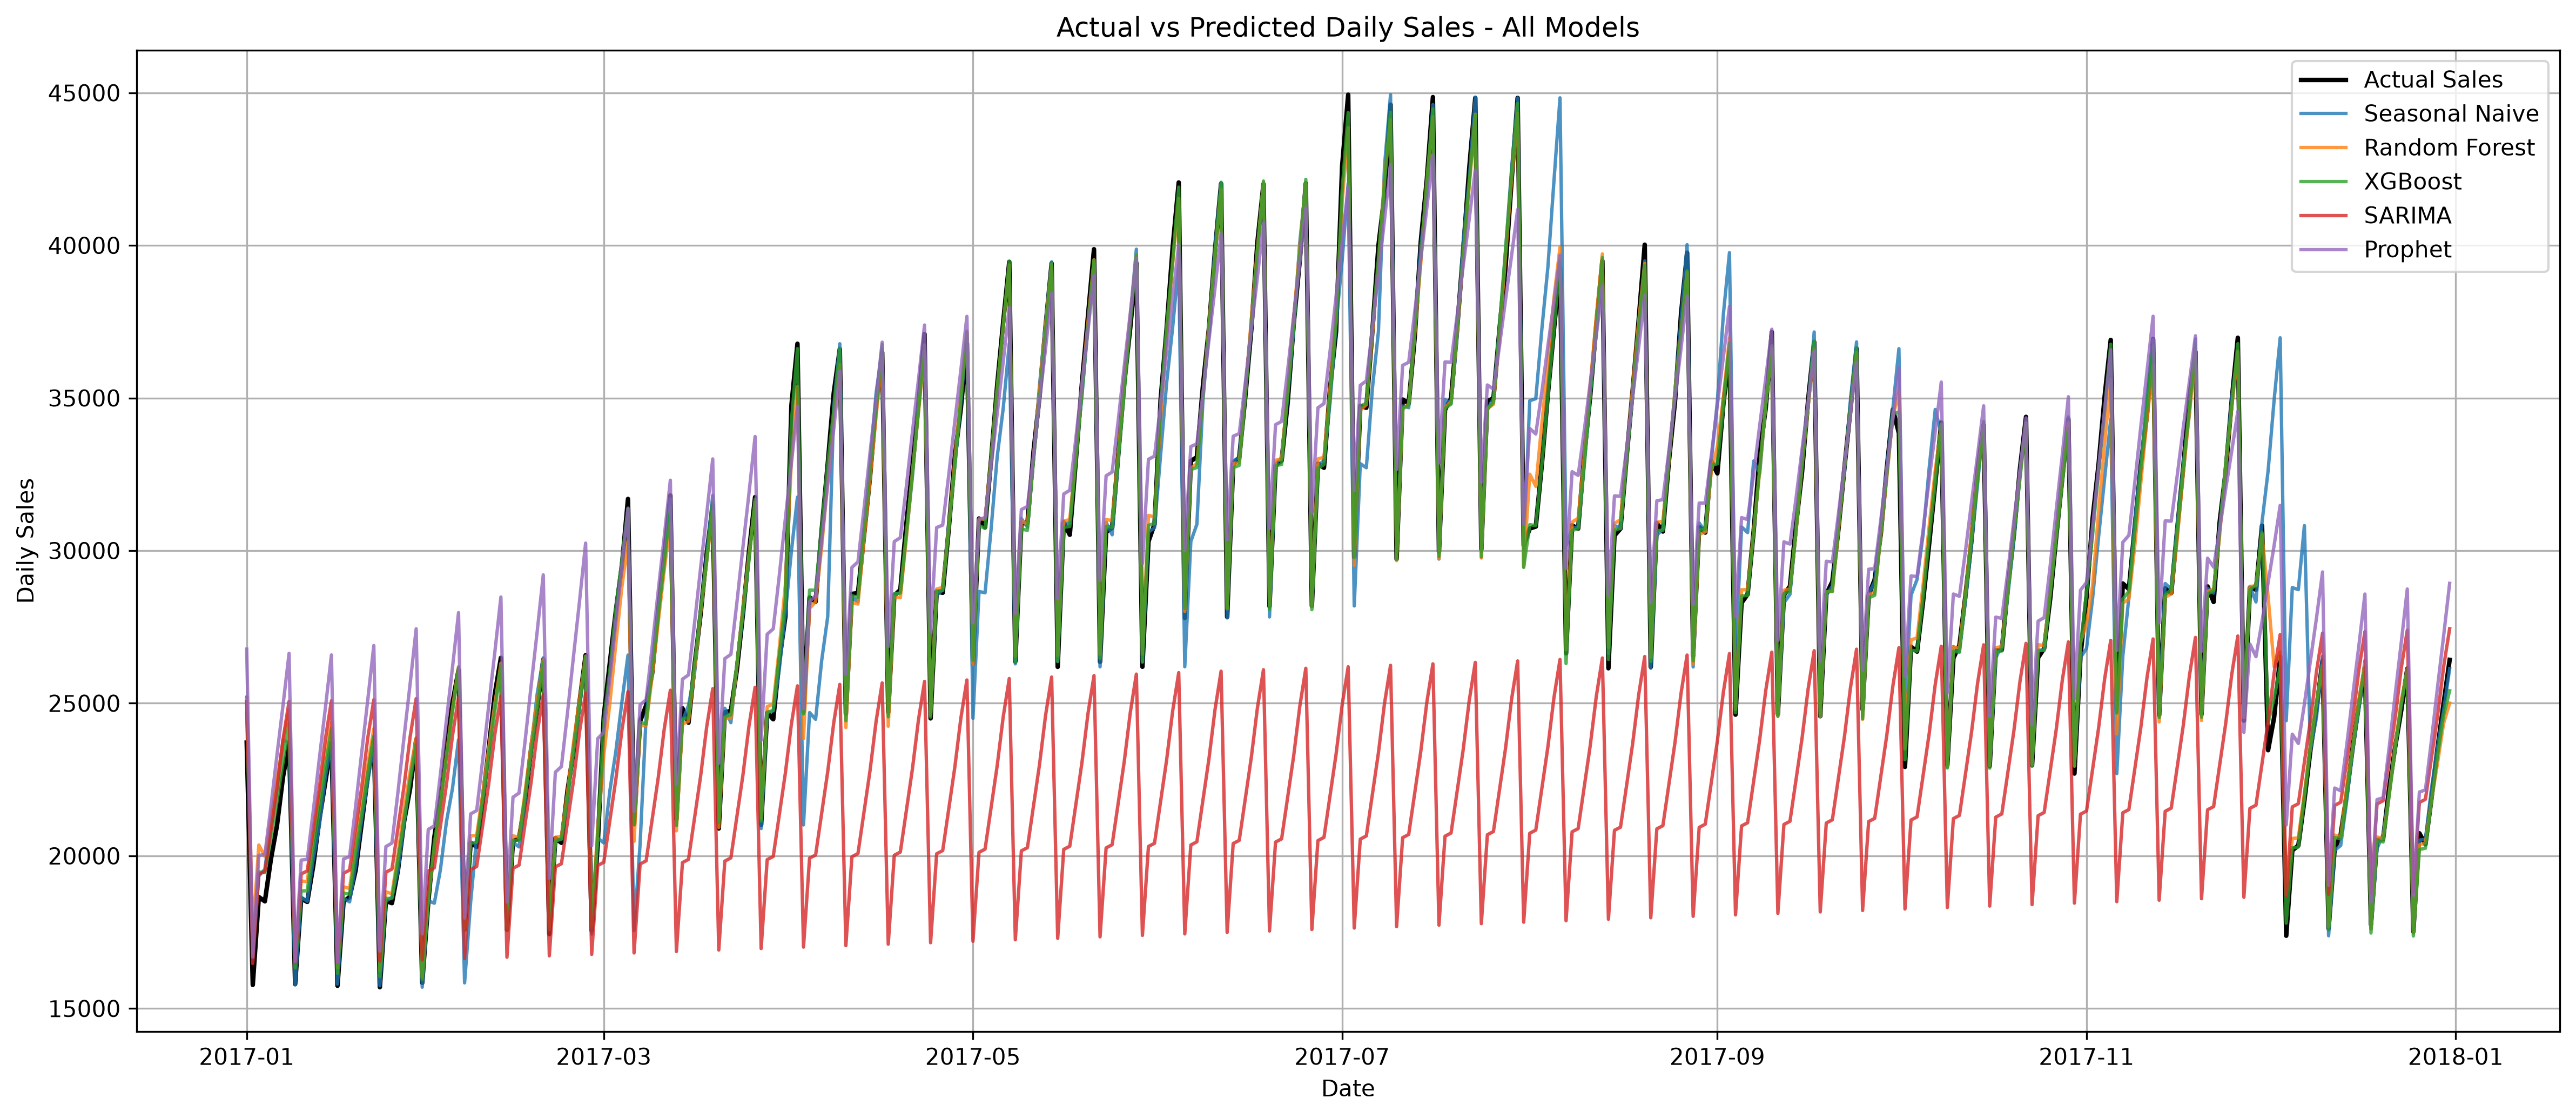 Actual vs Predicted Daily Sales - All Models
45000
40000
35000
30000
25000
20000
15000
Daily Sales
Actual Sales
Seasonal Naive
Random Forest
XGBoost
SARIMA
Prophet
2017-01
2017-03
2017-05
2017-07
2017-09
2017-11
2018-01
Date